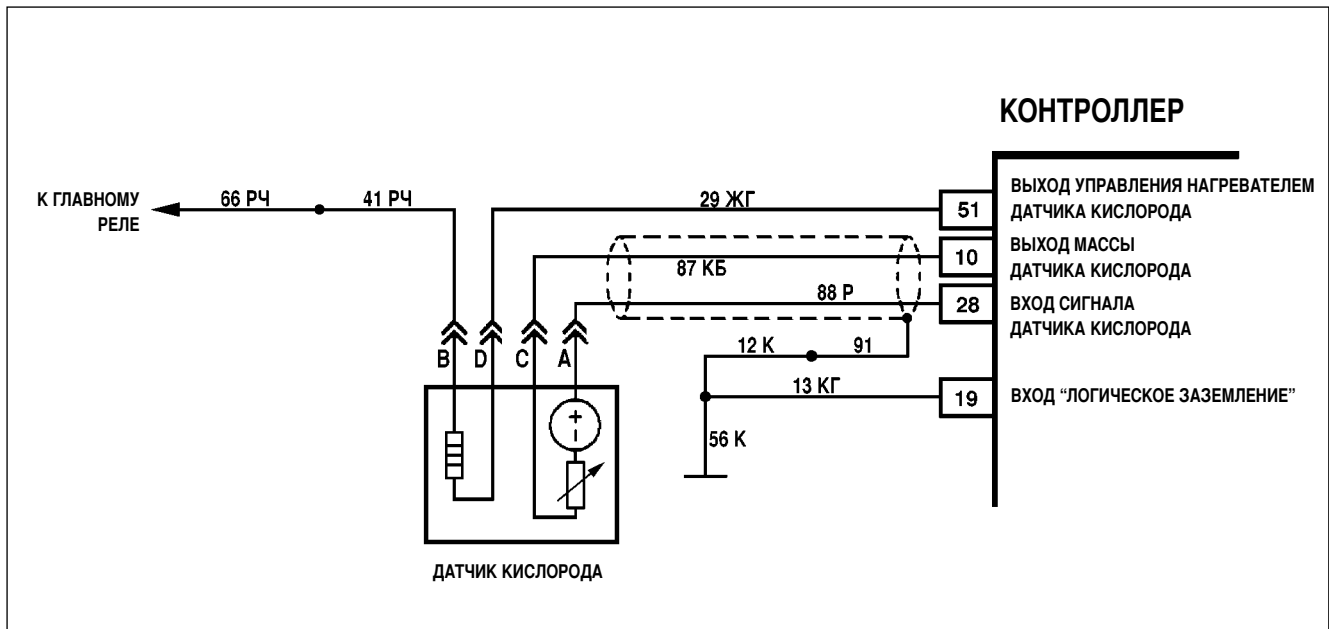 КОНТРОЛЛЕР
К ГЛАВНОМУ
РЕЛЕ
66 РЧ
41 РЧ
29 ЖГ
51
ВЫХОД УПРАВЛЕНИЯ НАГРЕВАТЕЛЕМ
ДАТЧИКА КИСЛОРОДА
87 КБ
10
ВЫХОД МАССЫ
ДАТЧИКА КИСЛОРОДА
88 Р
28
ВХОД СИГНАЛА
ДАТЧИКА КИСЛОРОДА
B
D
C
A
12 К
91
13 КГ
19
ВХОД “ЛОГИЧЕСКОЕ ЗАЗЕМЛЕНИЕ”
56 К
+
–
ДАТЧИК КИСЛОРОДА